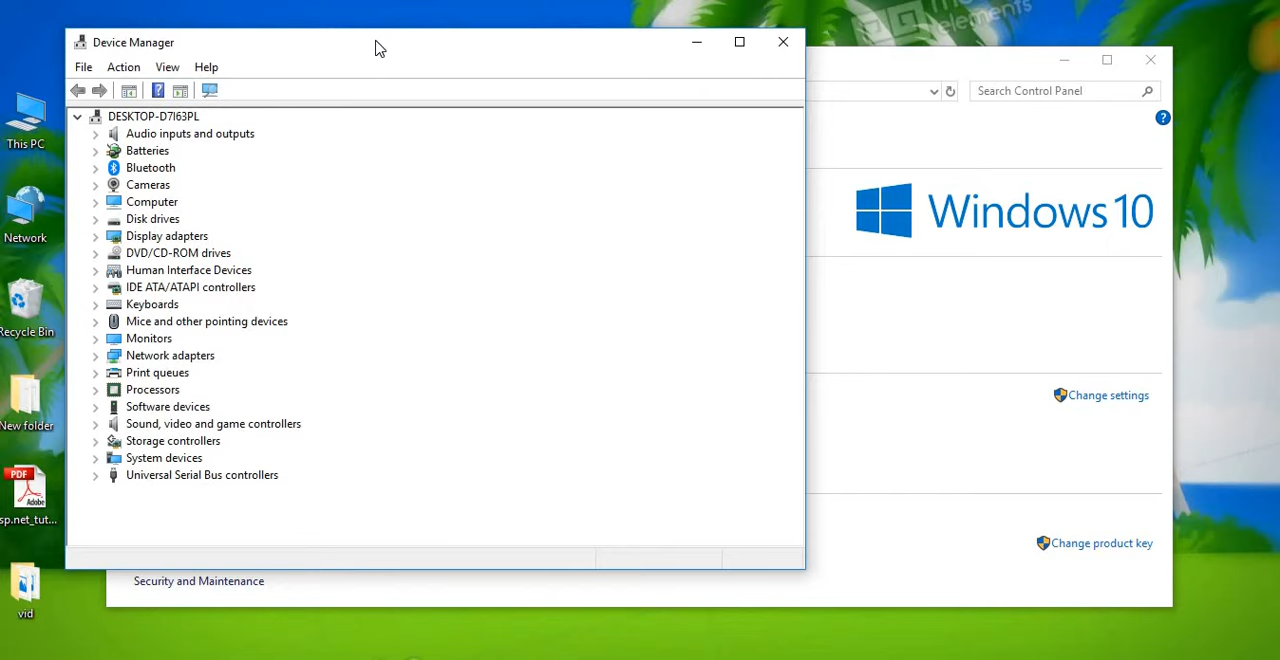 elements
Device Manager
File Action View Help
Search Control Panel
DESKTOP-D7I63PL
Audio inputs and outputs
Batteries
Bluetooth
Cameras
Computer
Disk drives
Display adapters
DVD/CD-ROM drives
Human Interface Devices
IDE ATA/ATAPI controllers
Keyboards
Mice and other pointing devices
Monitors
Network adapters
Print queues
Processors
Software devices
Sound, video and game controllers
Storage controllers
System devices
Universal Serial Bus controllers
Windows 10
Change settings
Change product key
Security and Maintenance
This PC
Network
Recycle Bin
New folder
PDF
Adobe
sp.net_tut...
vid